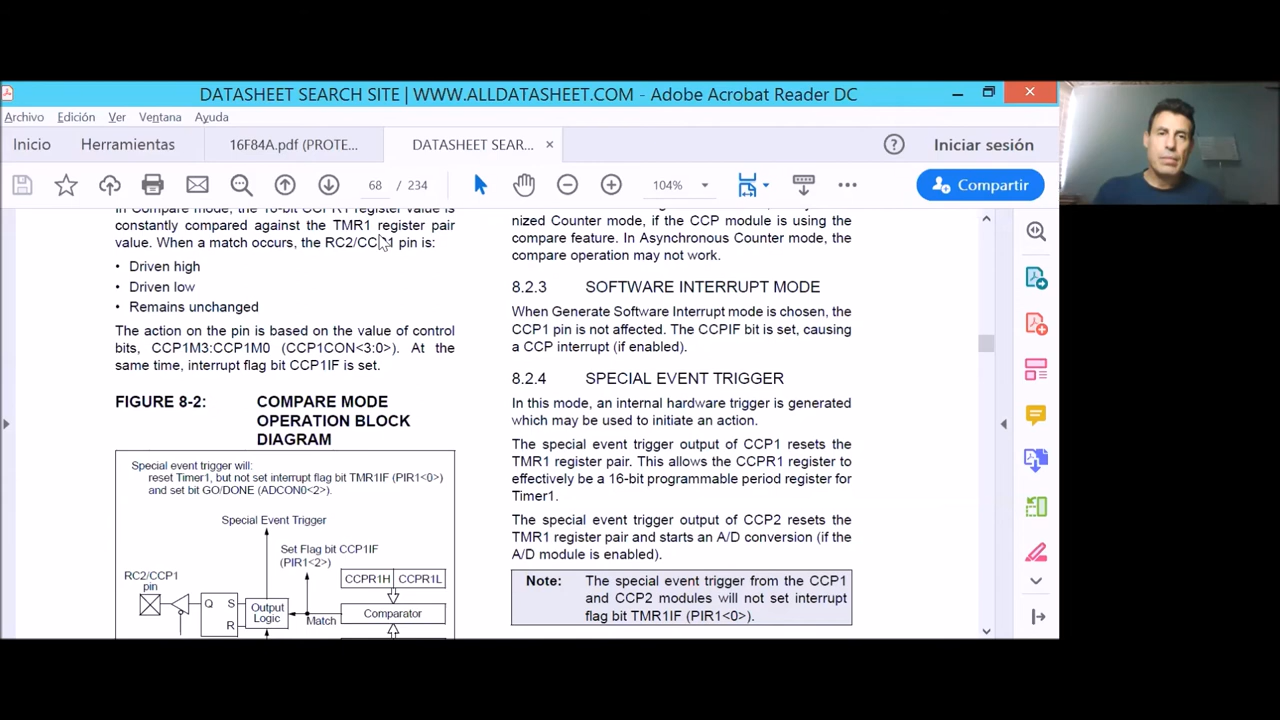 DATASHEET SEARCH SITE | WWW.ALLDATASHEET.COM - Adobe Acrobat Reader DC
Archivo Edición Ver Ventana Ayuda
Inicio Herramientas 16F84A.pdf (PROTE... DATASHEET SEAR... × Iniciar sesión
68 / 234 104% Compartir
In Compare mode, the 16-bit CCPR1 register value is
constantly compared against the TMR1 register pair
value. When a match occurs, the RC2/CCP1 pin is:
• Driven high
• Driven low
• Remains unchanged
The action on the pin is based on the value of control
bits, CCP1M3:CCP1M0 (CCP1CON<3:0>). At the
same time, interrupt flag bit CCP1IF is set.
FIGURE 8-2: COMPARE MODE
OPERATION BLOCK
DIAGRAM
Special event trigger will:
reset Timer1, but not set interrupt flag bit TMR1IF (PIR1<0>)
and set bit GO/DONE (ADCON0<2>).
Special Event Trigger
Set Flag bit CCP1IF
(PIR1<2>)
RC2/CCP1
pin
CCPR1H CCPR1L
Q S
R
Output
Logic
Match
Comparator
nized Counter mode, if the CCP module is using the
compare feature. In Asynchronous Counter mode, the
compare operation may not work.
8.2.3 SOFTWARE INTERRUPT MODE
When Generate Software Interrupt mode is chosen, the
CCP1 pin is not affected. The CCPIF bit is set, causing
a CCP interrupt (if enabled).
8.2.4 SPECIAL EVENT TRIGGER
In this mode, an internal hardware trigger is generated
which may be used to initiate an action.
The special event trigger output of CCP1 resets the
TMR1 register pair. This allows the CCPR1 register to
effectively be a 16-bit programmable period register for
Timer1.
The special event trigger output of CCP2 resets the
TMR1 register pair and starts an A/D conversion (if the
A/D module is enabled).
Note: The special event trigger from the CCP1
and CCP2 modules will not set interrupt
flag bit TMR1IF (PIR1<0>).